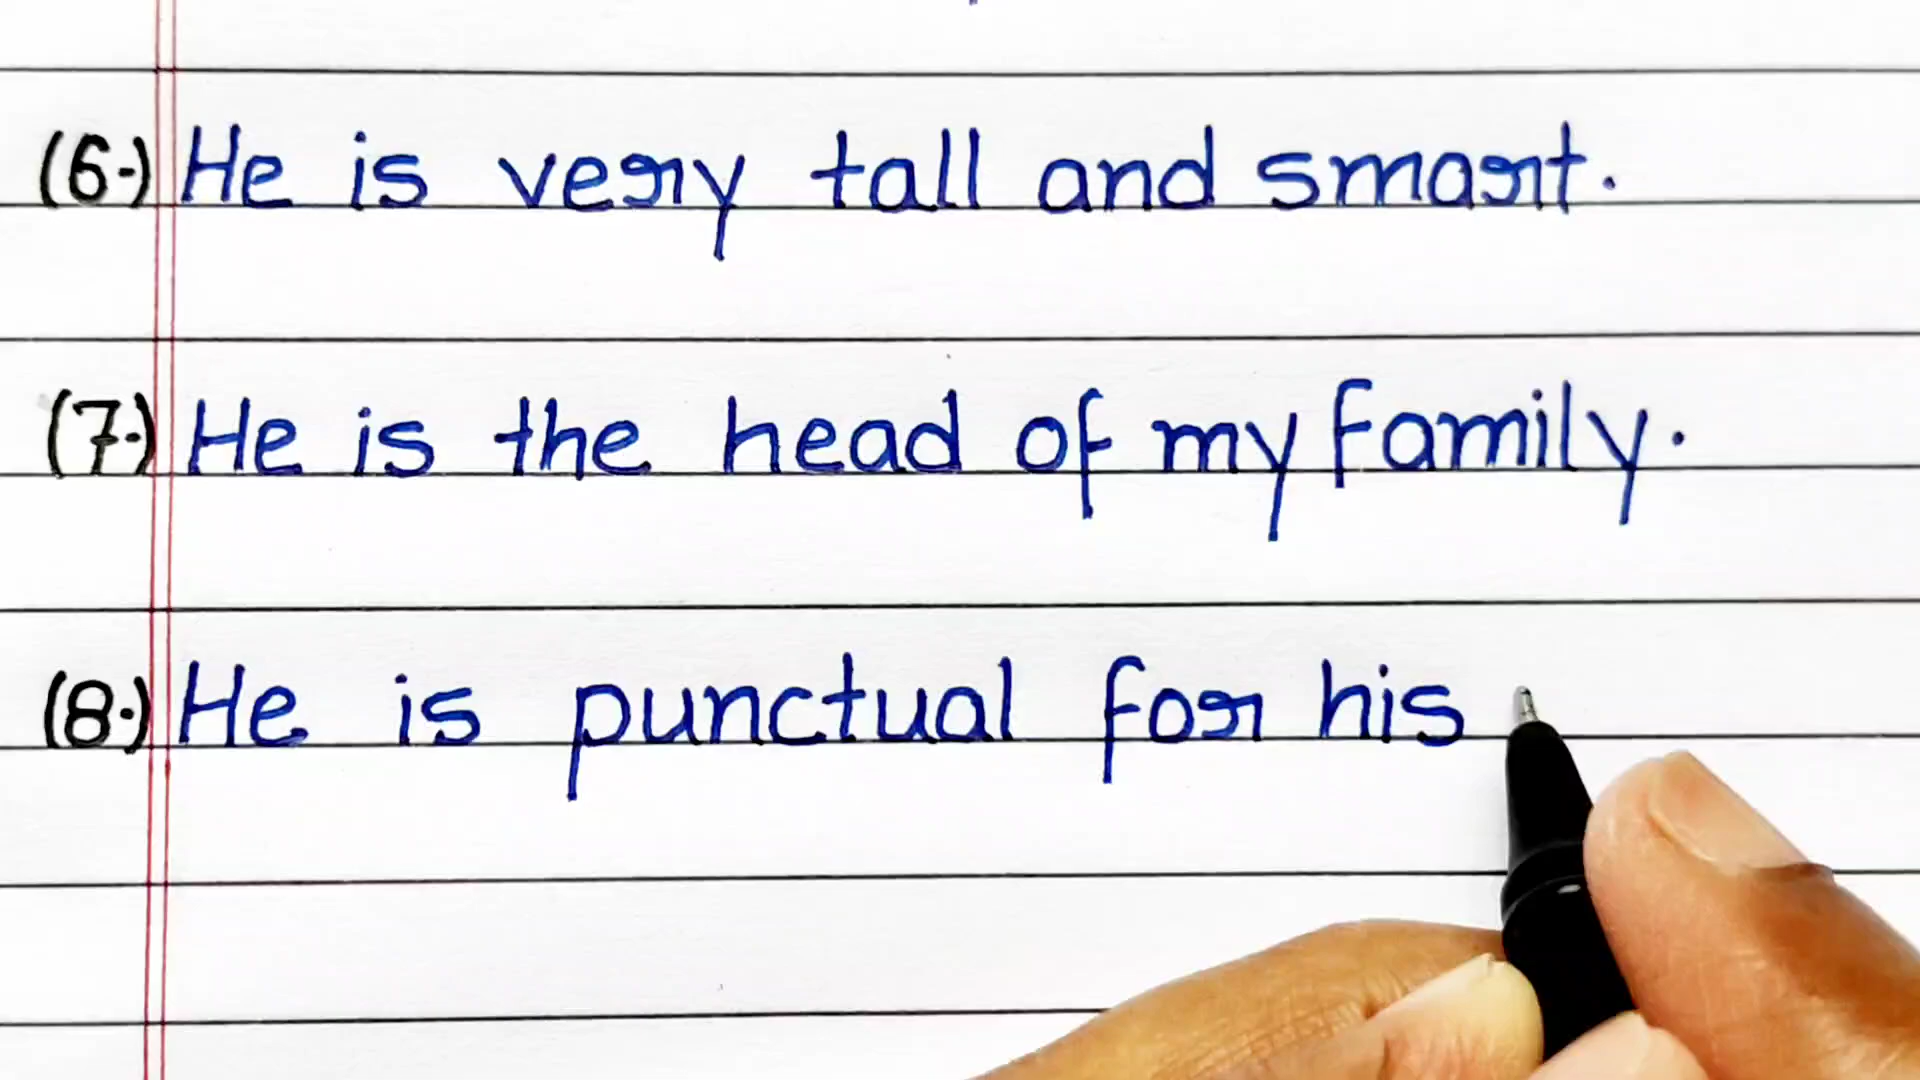 (6.) He is very tall and smart.
(7.) He is the head of my family.
(8.) He is punctual for his